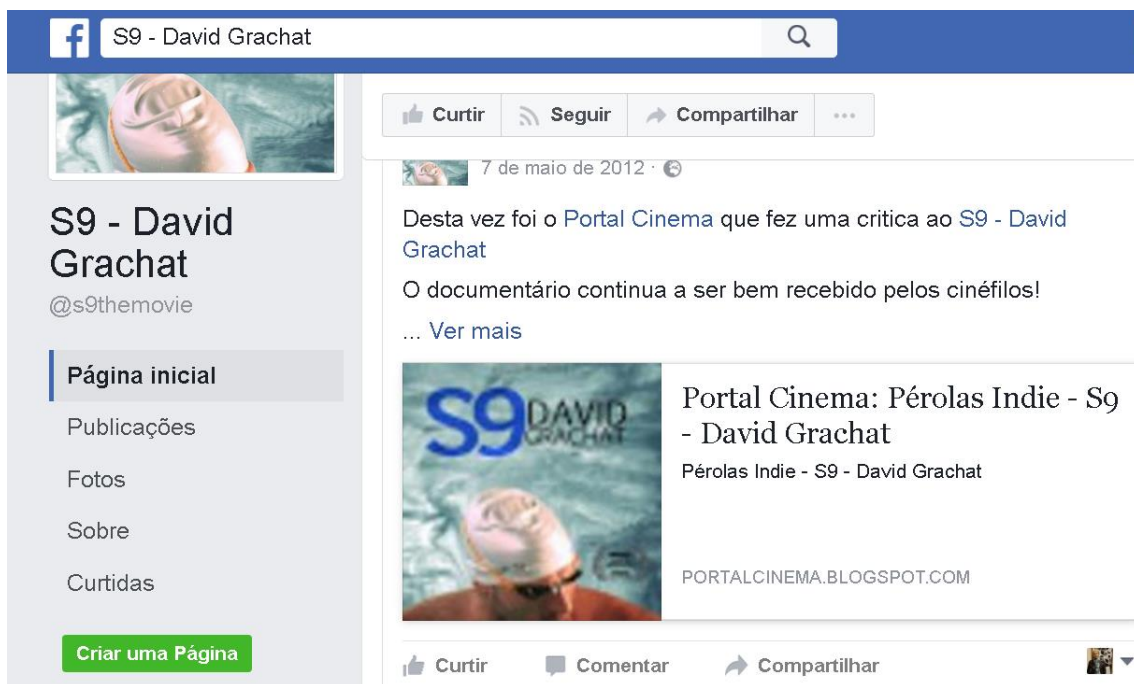 S9 - David Grachat
Curtir
Seguir
Compartilhar
S9 - David
Grachat
@s9themovie
Página inicial
Publicações
Fotos
Sobre
Curtidas
Criar uma Página
7 de maio de 2012 ·
Desta vez foi o Portal Cinema que fez uma critica ao S9 - David
Grachat
O documentário continua a ser bem recebido pelos cinéfilos!
... Ver mais
S9 DAVID
GRACHAT
Portal Cinema: Pérolas Indie - S9
- David Grachat
Pérolas Indie - S9 - David Grachat
PORTALCINEMA.BLOGSPOT.COM
Curtir
Comentar
Compartilhar